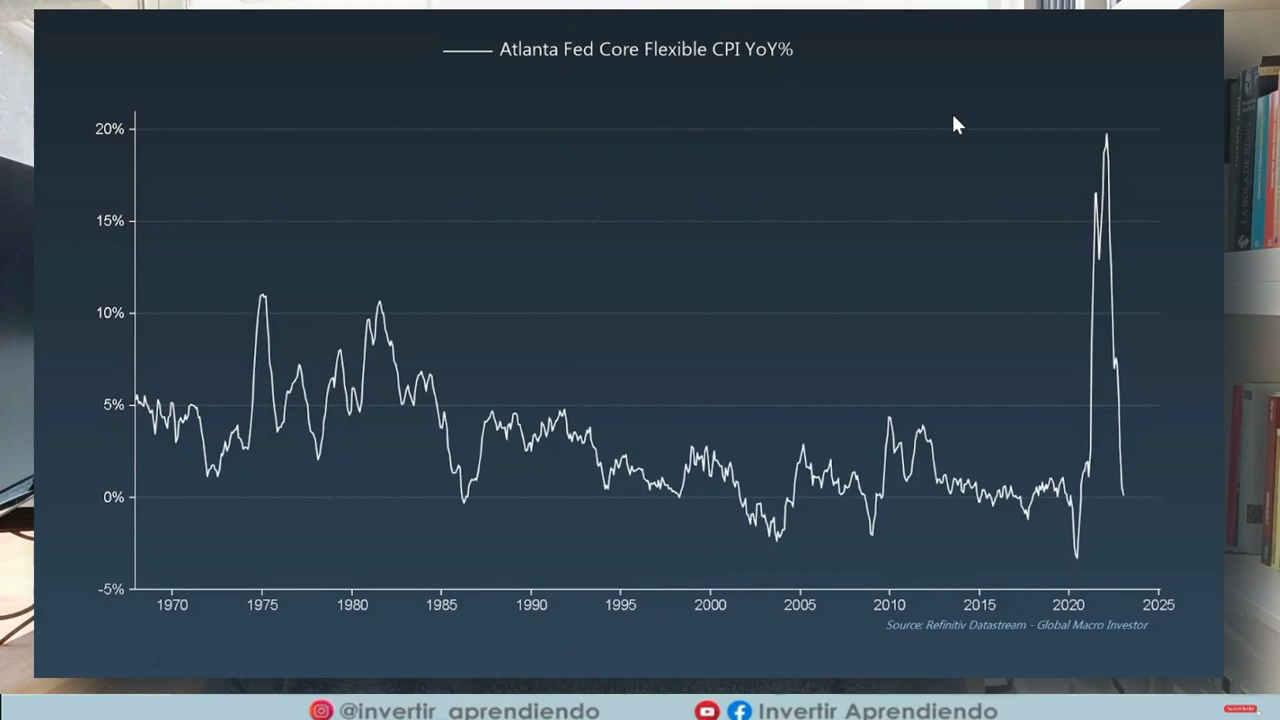 Atlanta Fed Core Flexible CPI YoY%
20%
15%
10%
5%
0%
-5%
1970 1975 1980 1985 1990 1995 2000 2005 2010 2015 2020 2025
Source: Refinitiv Datastream - Global Macro Investor
@invertir_aprendiendo Invertir Aprendiendo